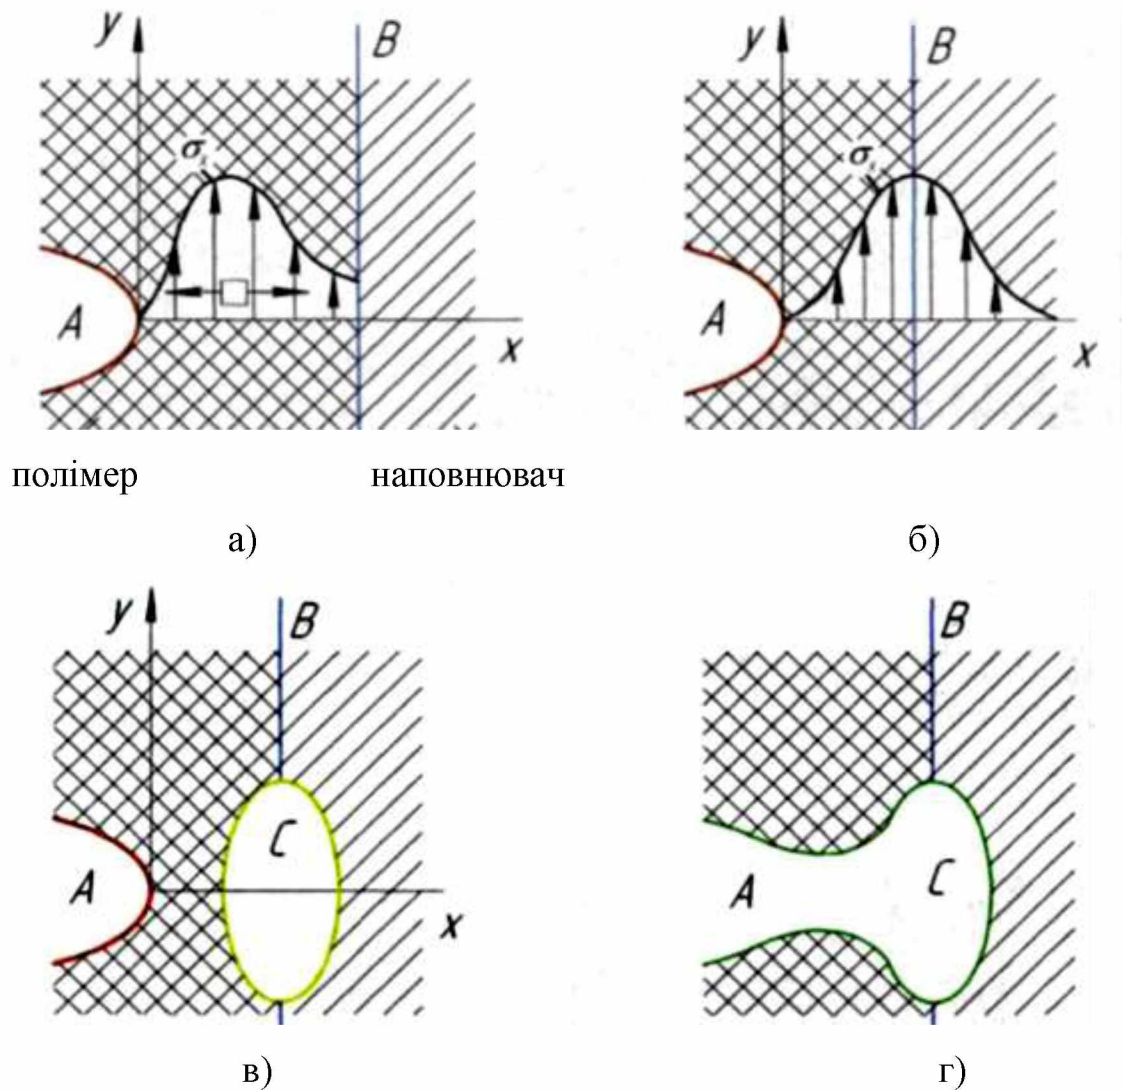 y B y B
σ σ
A x A x
полімер наповнювач
а) б)
y B B
C
A x A C
в) г)